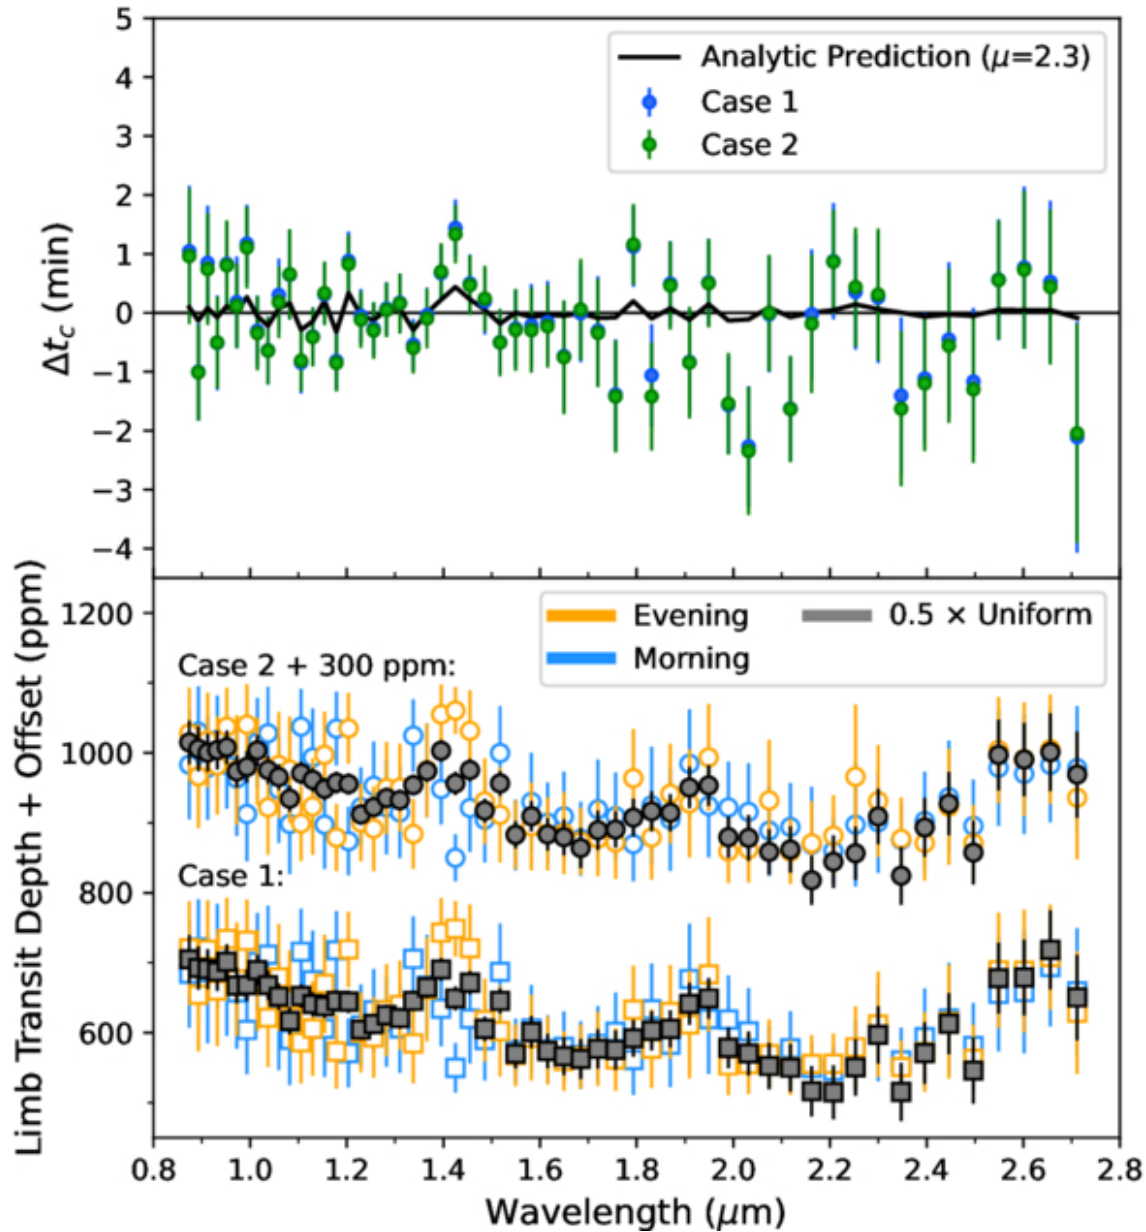 5
4
3
2
1
0
−1
−2
−3
−4
Δt_c (min)
Analytic Prediction (μ=2.3)
Case 1
Case 2
1200
1000
800
600
Limb Transit Depth + Offset (ppm)
Evening
Morning
0.5 × Uniform
Case 2 + 300 ppm:
Case 1:
0.8 1.0 1.2 1.4 1.6 1.8 2.0 2.2 2.4 2.6 2.8
Wavelength (μm)